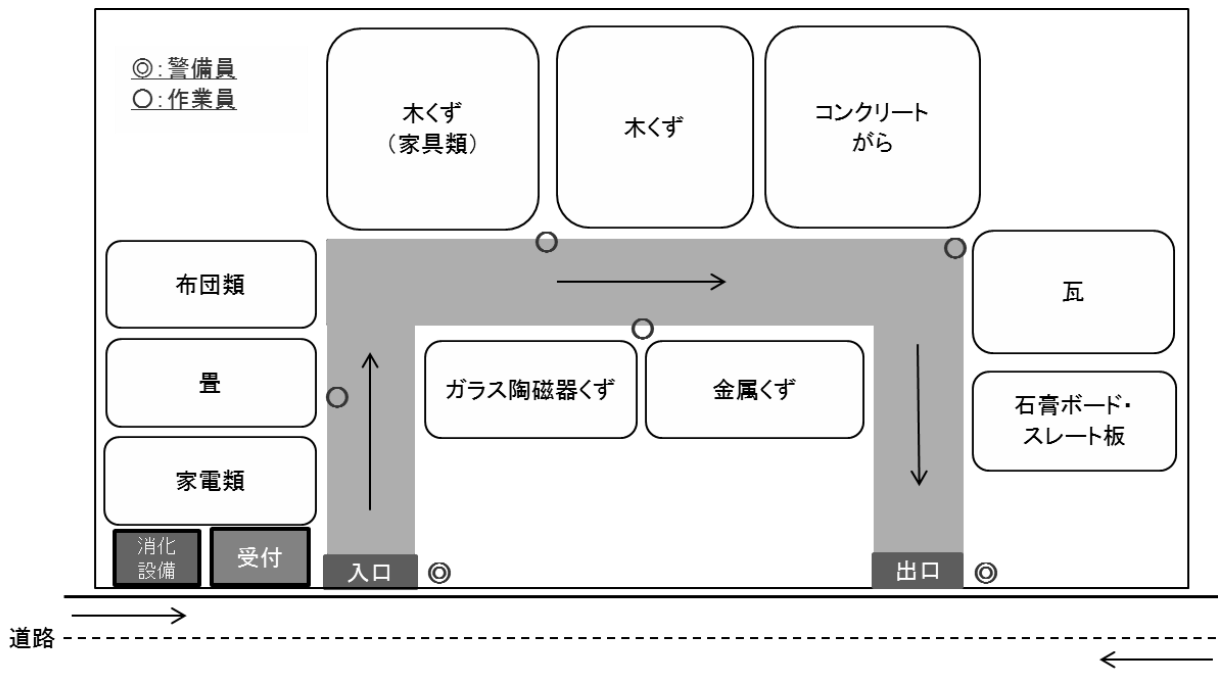 ◎:警備員
○:作業員
木くず
(家具類)
木くず
コンクリート
がら
布団類
瓦
畳
ガラス陶磁器くず
金属くず
石膏ボード・
スレート板
家電類
消化
設備
受付
入口
◎
出口
◎
道路